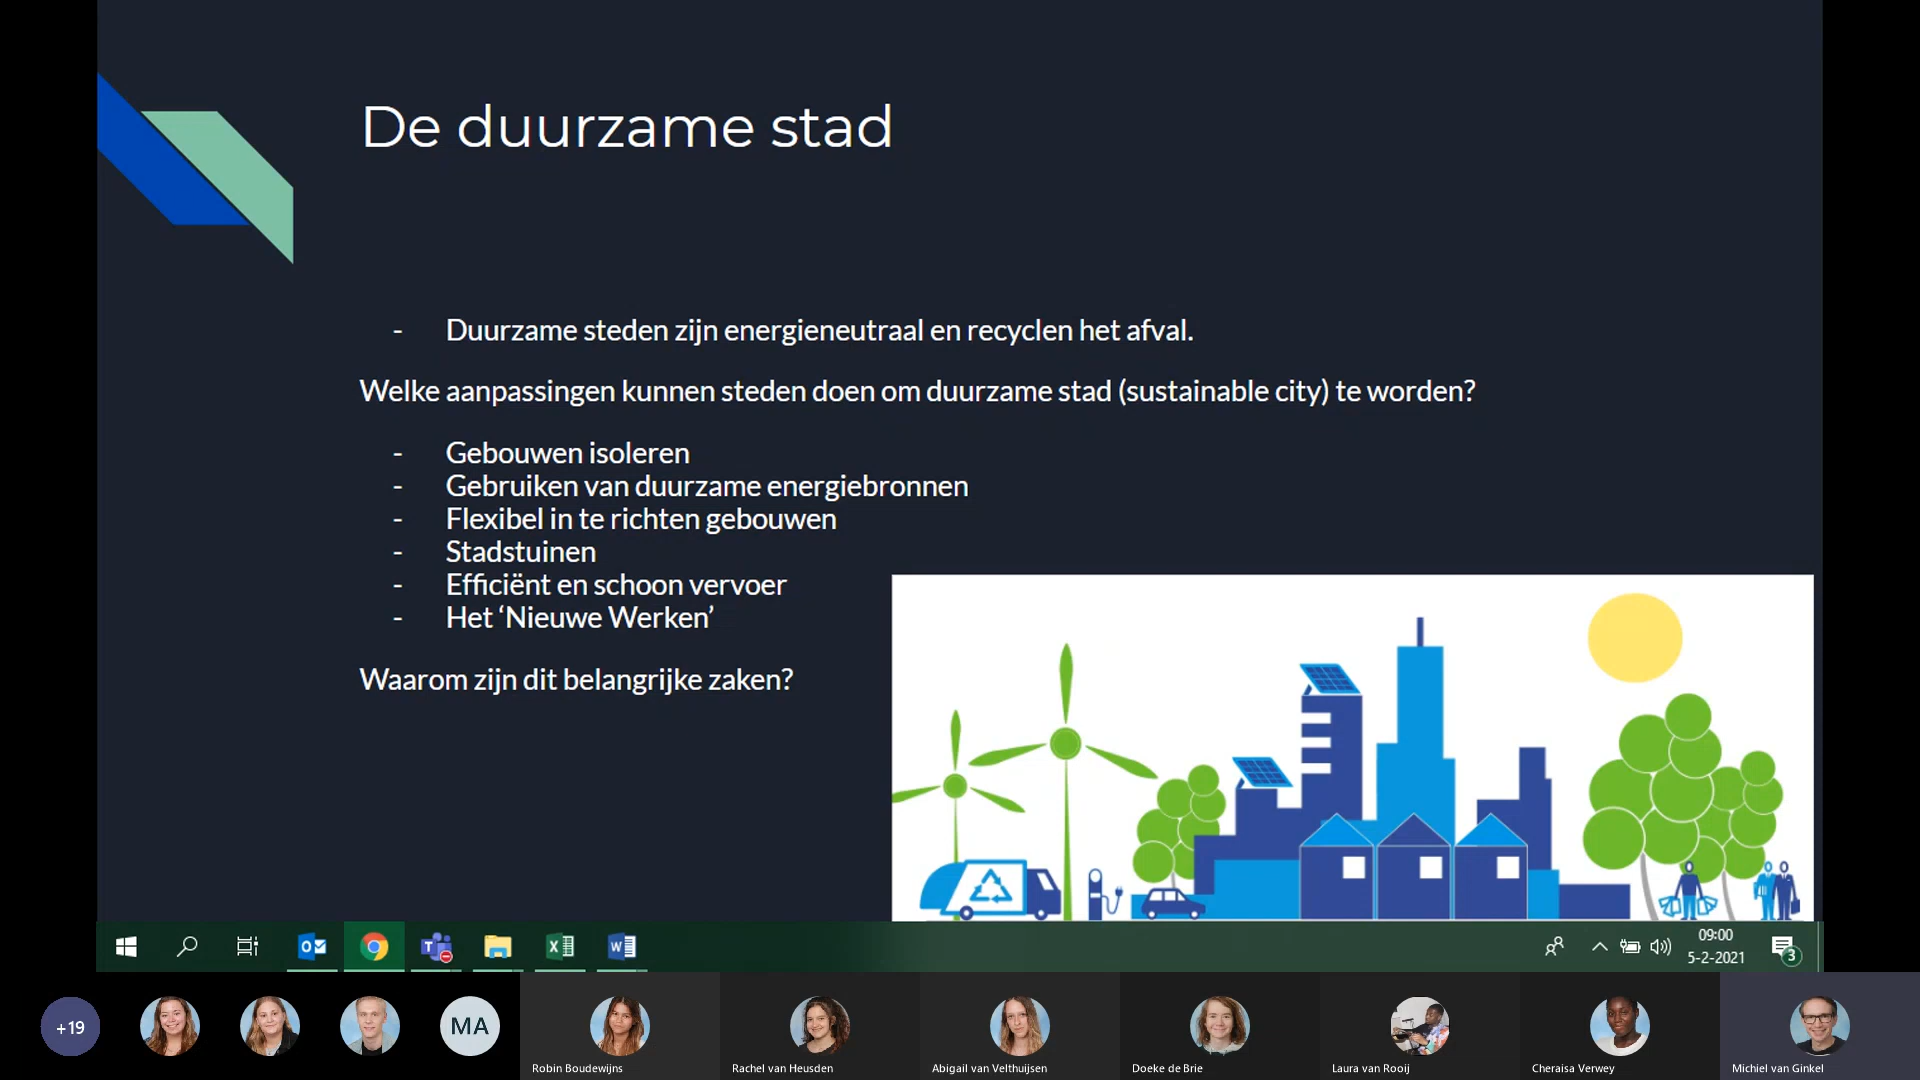 De duurzame stad
- Duurzame steden zijn energieneutraal en recyclen het afval.
Welke aanpassingen kunnen steden doen om duurzame stad (sustainable city) te worden?
- Gebouwen isoleren
- Gebruiken van duurzame energiebronnen
- Flexibel in te richten gebouwen
- Stadstuinen
- Efficiënt en schoon vervoer
- Het ‘Nieuwe Werken’
Waarom zijn dit belangrijke zaken?
09:00
5-2-2021
3
+19
MA
Robin Boudewijns
Rachel van Heusden
Abigail van Velthuijsen
Doeke de Brie
Laura van Rooij
Cheraisa Verwey
Michiel van Ginkel